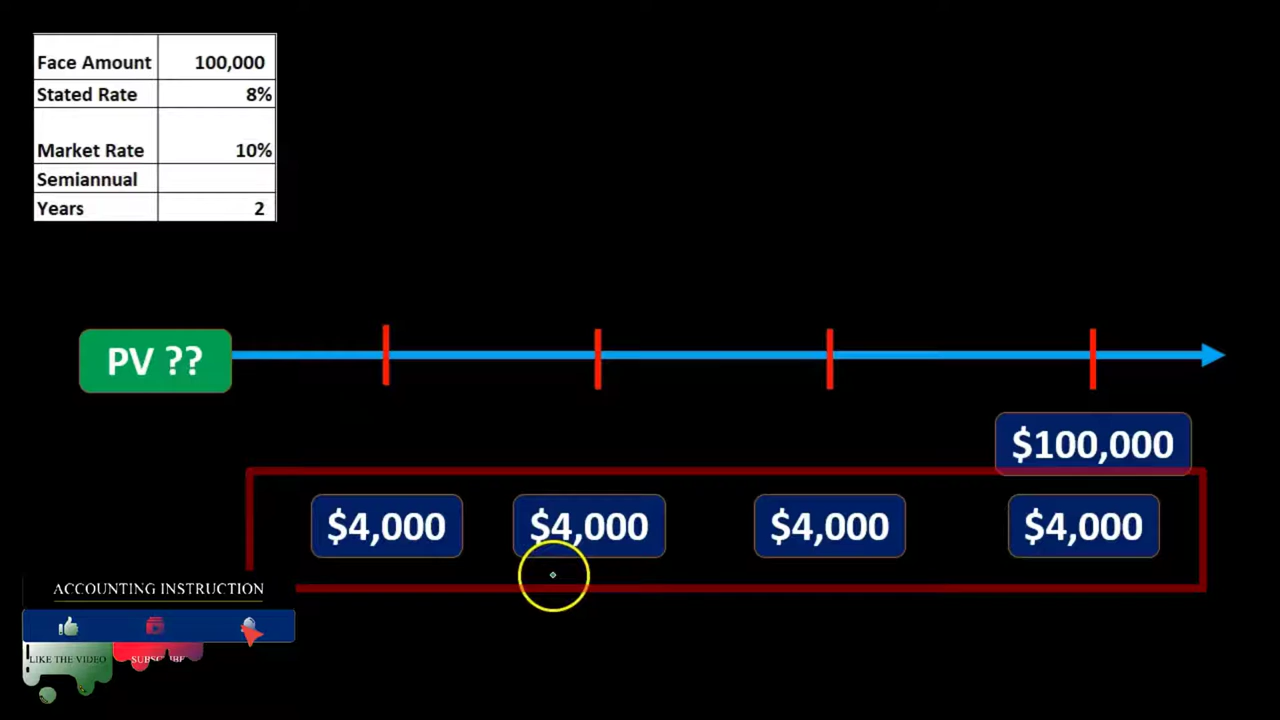 Face Amount 100,000
Stated Rate 8%
Market Rate 10%
Semiannual
Years 2
PV ??
$100,000
$4,000 $4,000 $4,000 $4,000
ACCOUNTING INSTRUCTION
LIKE THE VIDEO SUBSCRIBE